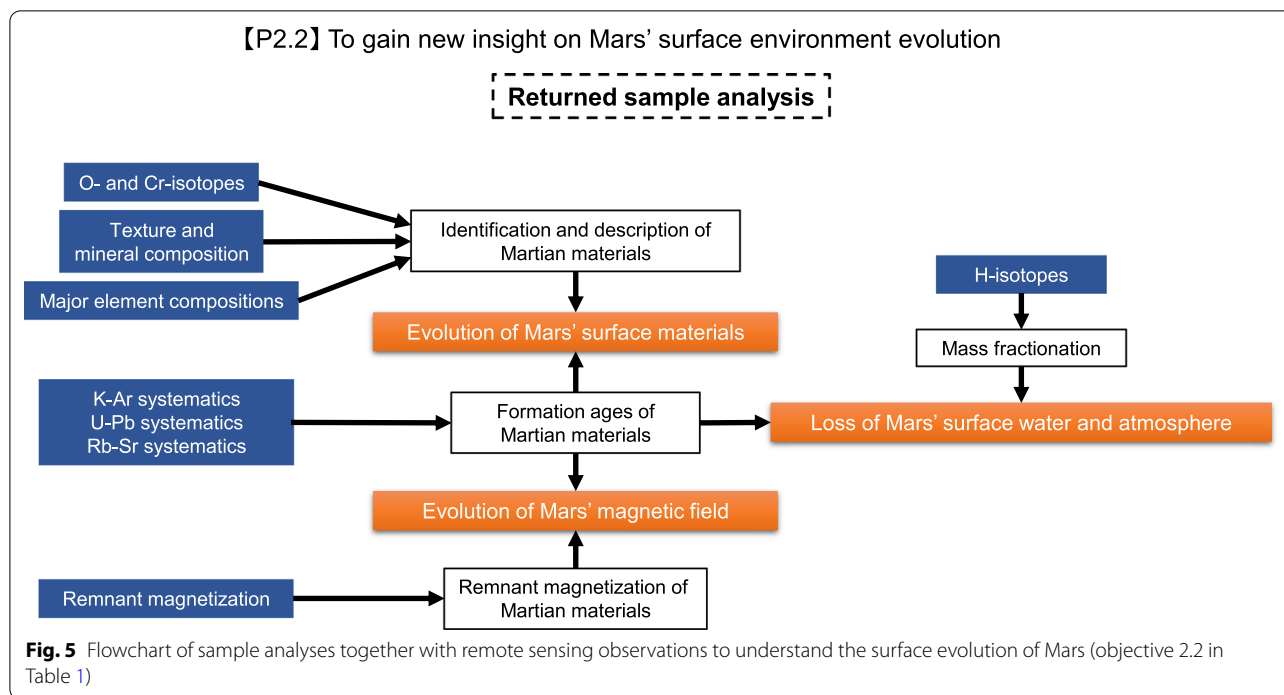 【P2.2】To gain new insight on Mars' surface environment evolution
Returned sample analysis
O- and Cr-isotopes
Texture and
mineral composition
Major element compositions
Identification and description of
Martian materials
H-isotopes
Evolution of Mars' surface materials
Mass fractionation
K-Ar systematics
U-Pb systematics
Rb-Sr systematics
Formation ages of
Martian materials
Loss of Mars' surface water and atmosphere
Evolution of Mars' magnetic field
Remnant magnetization
Remnant magnetization of
Martian materials
Fig. 5 Flowchart of sample analyses together with remote sensing observations to understand the surface evolution of Mars (objective 2.2 in
Table 1)